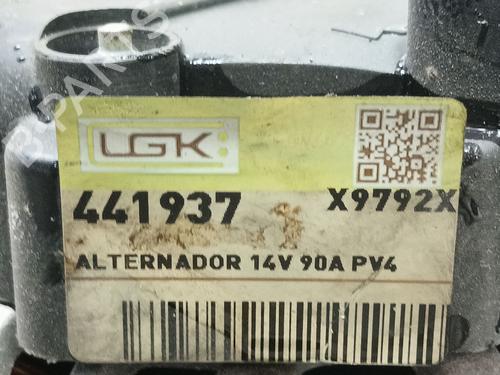 LGK
441937
X9792X
ALTERNADOR 14V 90A PV4